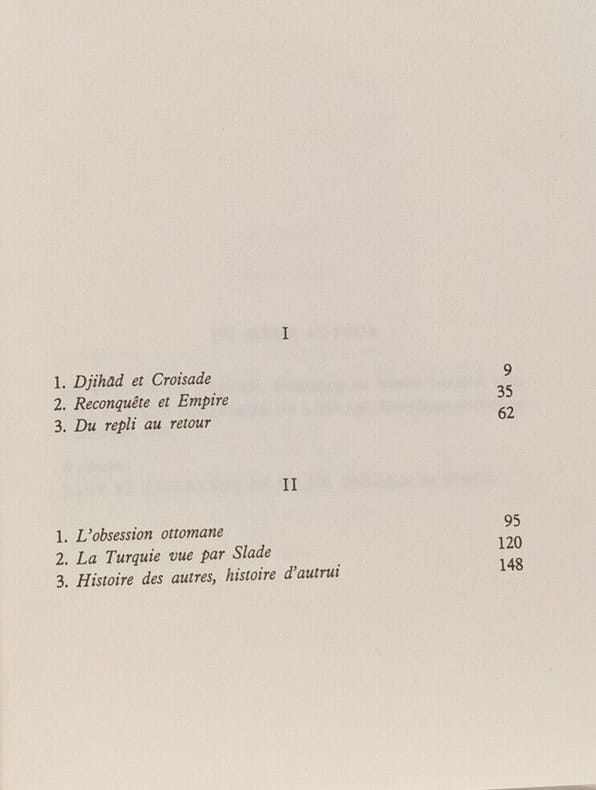 I
1. Djihād et Croisade 9
2. Reconquête et Empire 35
3. Du repli au retour 62
II
1. L'obsession ottomane 95
2. La Turquie vue par Slade 120
3. Histoire des autres, histoire d'autrui 148